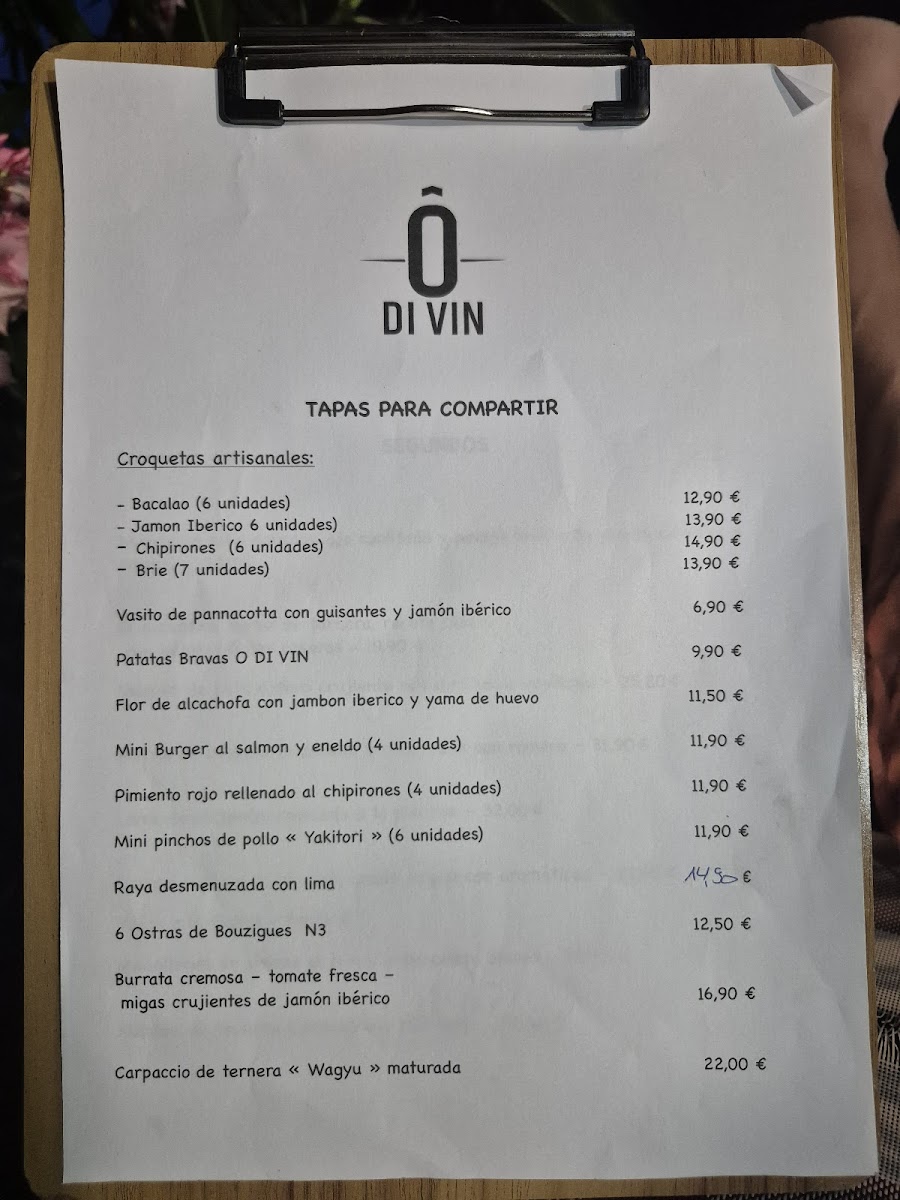 Ô
DI VIN
TAPAS PARA COMPARTIR
Croquetas artisanales:
- Bacalao (6 unidades) 12,90 €
- Jamon Iberico 6 unidades) 13,90 €
- Chipirones (6 unidades) 14,90 €
- Brie (7 unidades) 13,90 €
Vasito de pannacotta con guisantes y jamón ibérico 6,90 €
Patatas Bravas O DI VIN 9,90 €
Flor de alcachofa con jambon iberico y yama de huevo 11,50 €
Mini Burger al salmon y eneldo (4 unidades) 11,90 €
Pimiento rojo rellenado al chipirones (4 unidades) 11,90 €
Mini pinchos de pollo « Yakitori » (6 unidades) 11,90 €
Raya desmenuzada con lima 14,90 €
6 Ostras de Bouzigues N3 12,50 €
Burrata cremosa – tomate fresca –
migas crujientes de jamón ibérico 16,90 €
Carpaccio de ternera « Wagyu » maturada 22,00 €